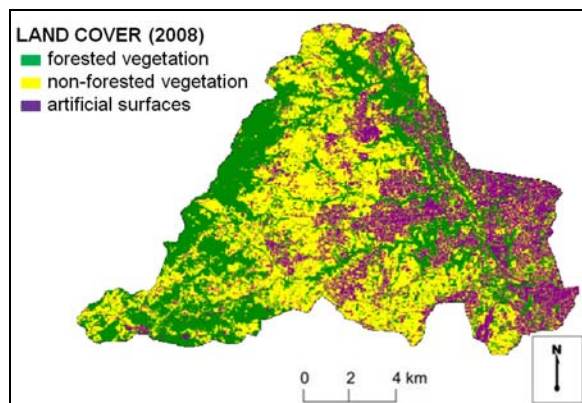 LAND COVER (2008)
forested vegetation
non-forested vegetation
artificial surfaces
N
0 2 4 km